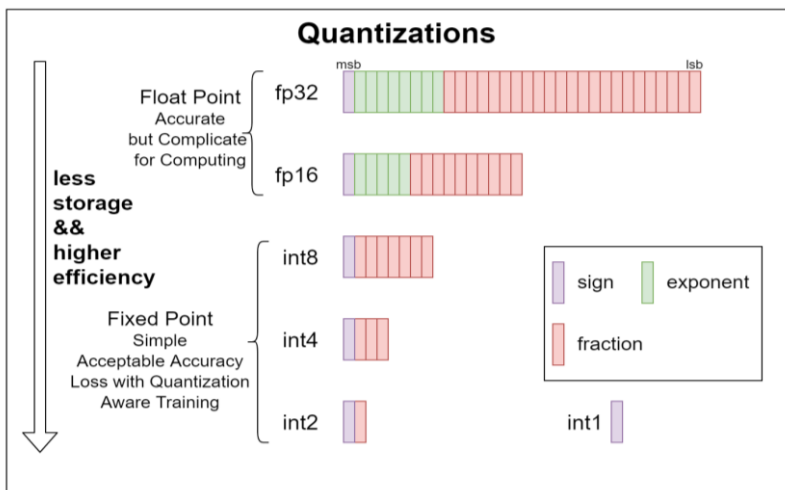 Quantizations
msb
lsb
fp32
Float Point
Accurate
but Complicate
for Computing
fp16
less
storage
&&
higher
efficiency
int8
sign
exponent
fraction
Fixed Point
Simple
Acceptable Accuracy
Loss with Quantization
Aware Training
int4
int2
int1